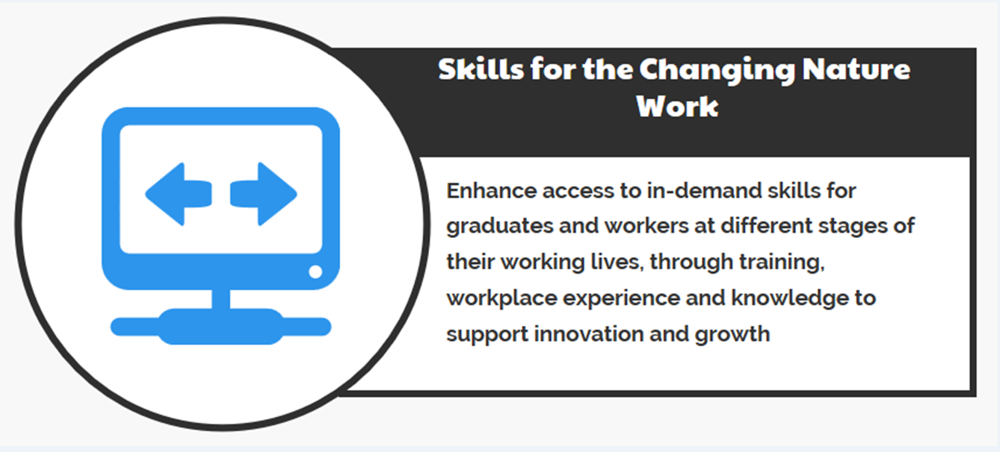 Skills for the Changing Nature
Work
Enhance access to in-demand skills for
graduates and workers at different stages of
their working lives, through training,
workplace experience and knowledge to
support innovation and growth